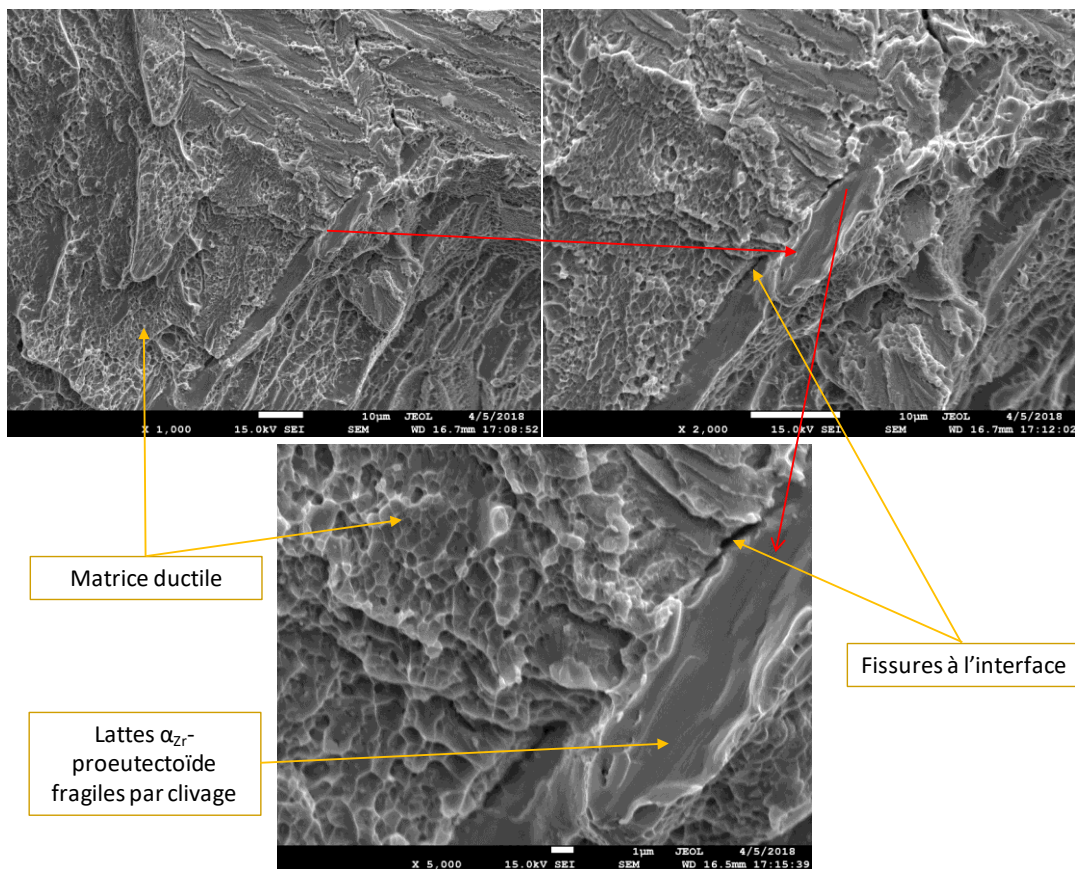 10μm JEOL 4/5/2018
X 1,000 15.0kV SEI SEM WD 16.7mm 17:08:52
10μm JEOL 4/5/2018
X 2,000 15.0kV SEI SEM WD 16.7mm 17:12:02
Matrice ductile
Fissures à l’interface
Lattes αZr-
proeutectoïde
fragiles par clivage
1μm JEOL 4/5/2018
X 5,000 15.0kV SEI SEM WD 16.5mm 17:15:39